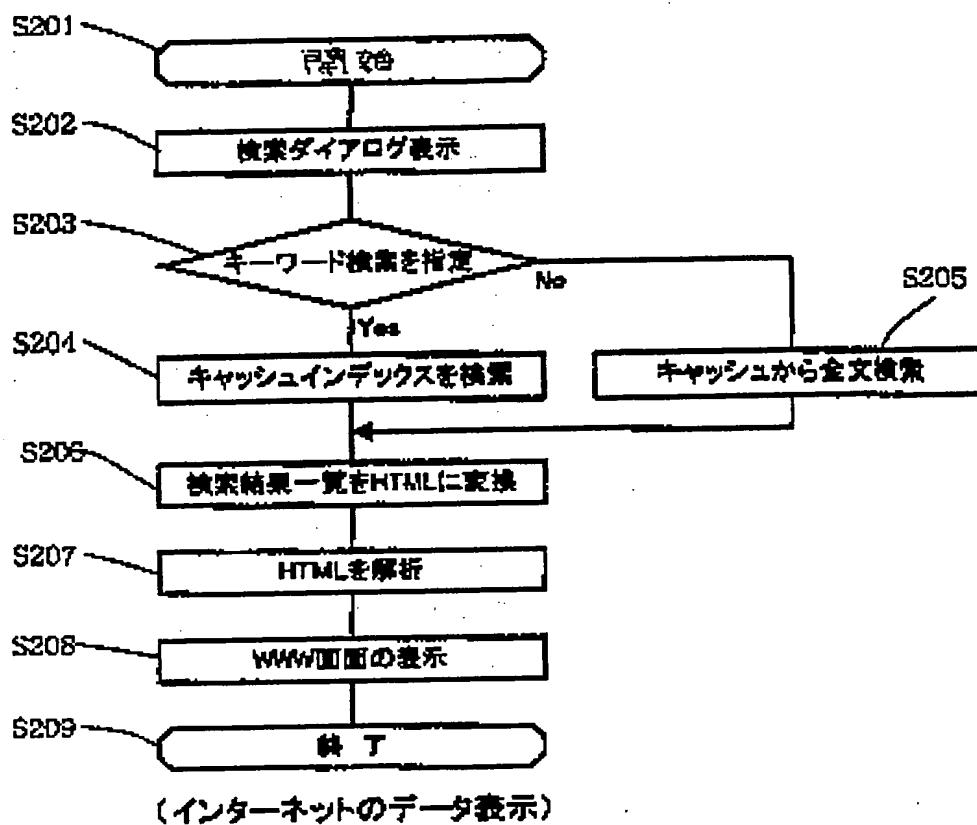 S201
開始
S202
検索ダイアログ表示
S203
キーワード検索を指定
No
S205
Yes
S204
キャッシュインデックスを検索
キャッシュから全文検索
S206
検索結果一覧をHTMLに変換
S207
HTMLを解析
S208
WWW画面の表示
S209
終 了
(インターネットのデータ表示)